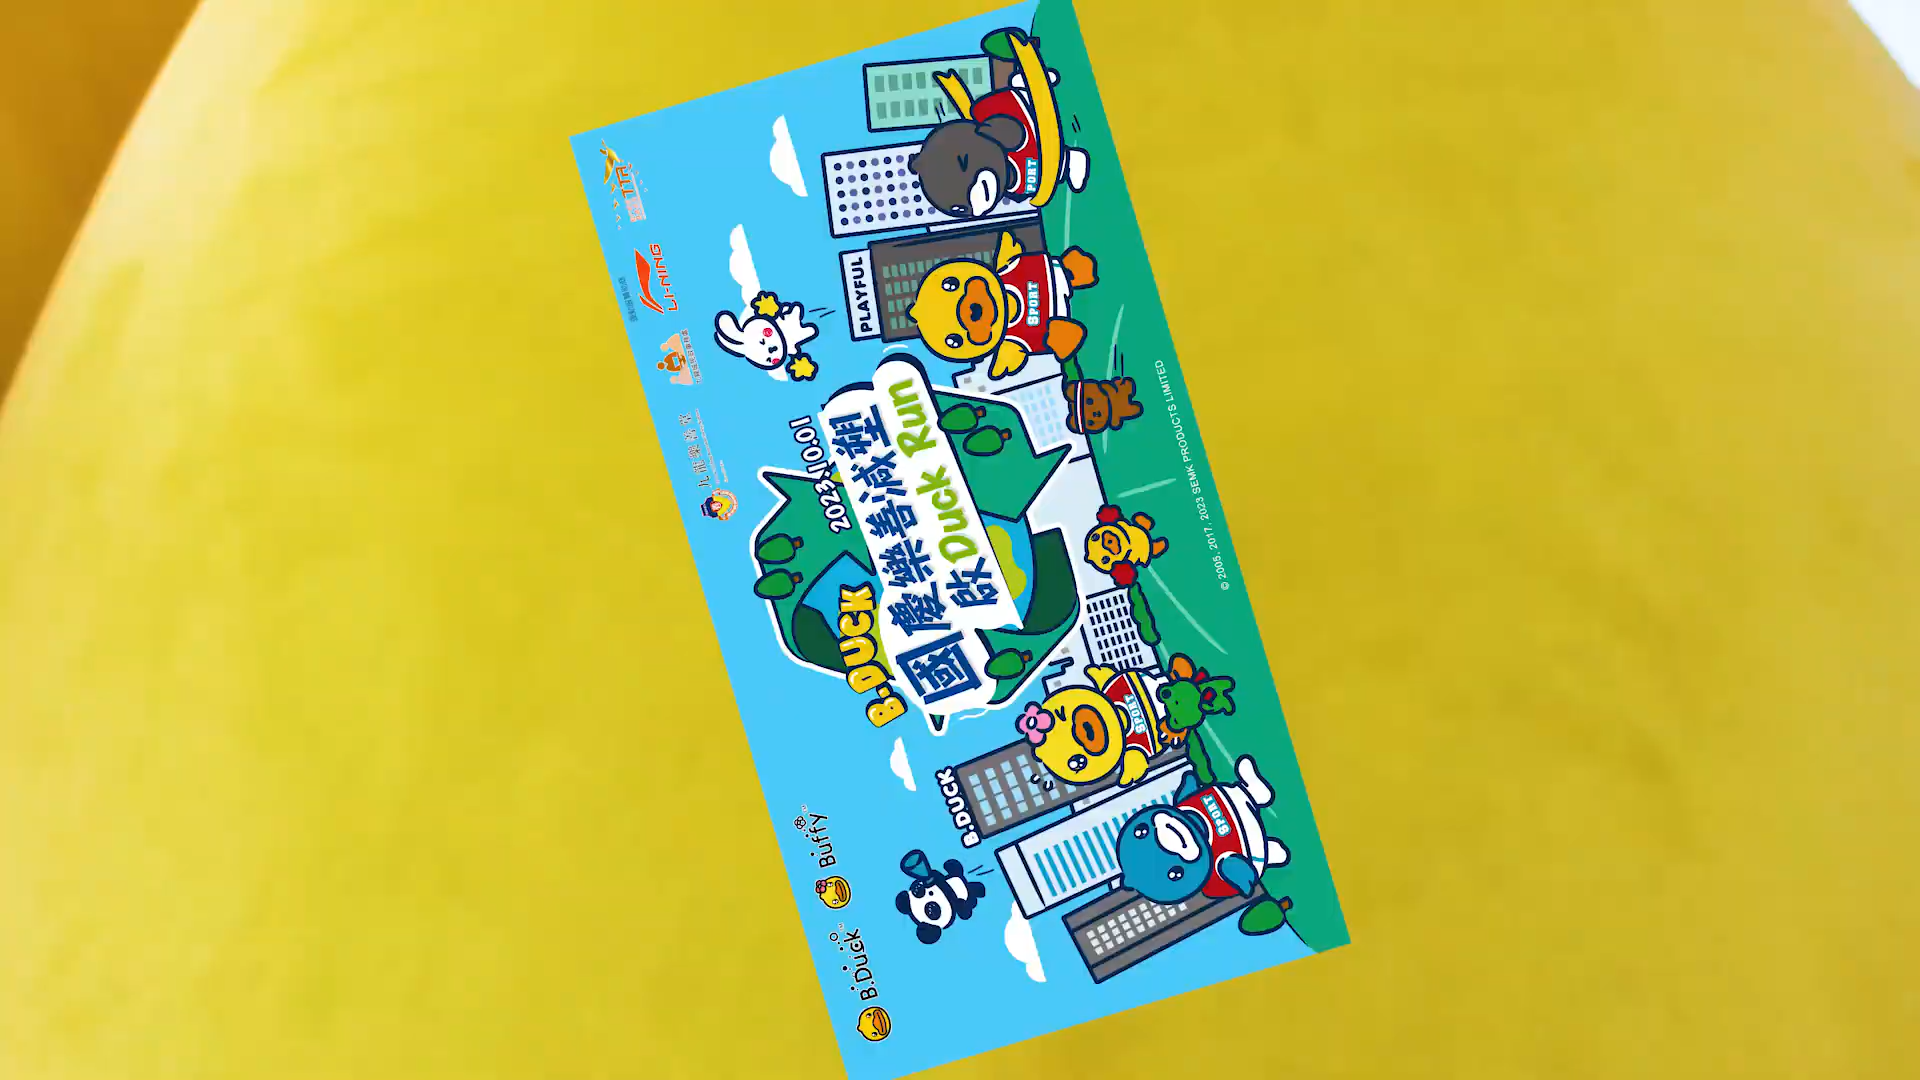 B.Duck
Buffy
LI-NING
2023.10.01
B.DUCK
國慶樂善減塑
啟Duck Run
B.DUCK
PLAYFUL
SPORT
SPORT
SPORT
SPORT
© 2005, 2017, 2023 SEMK PRODUCTS LIMITED